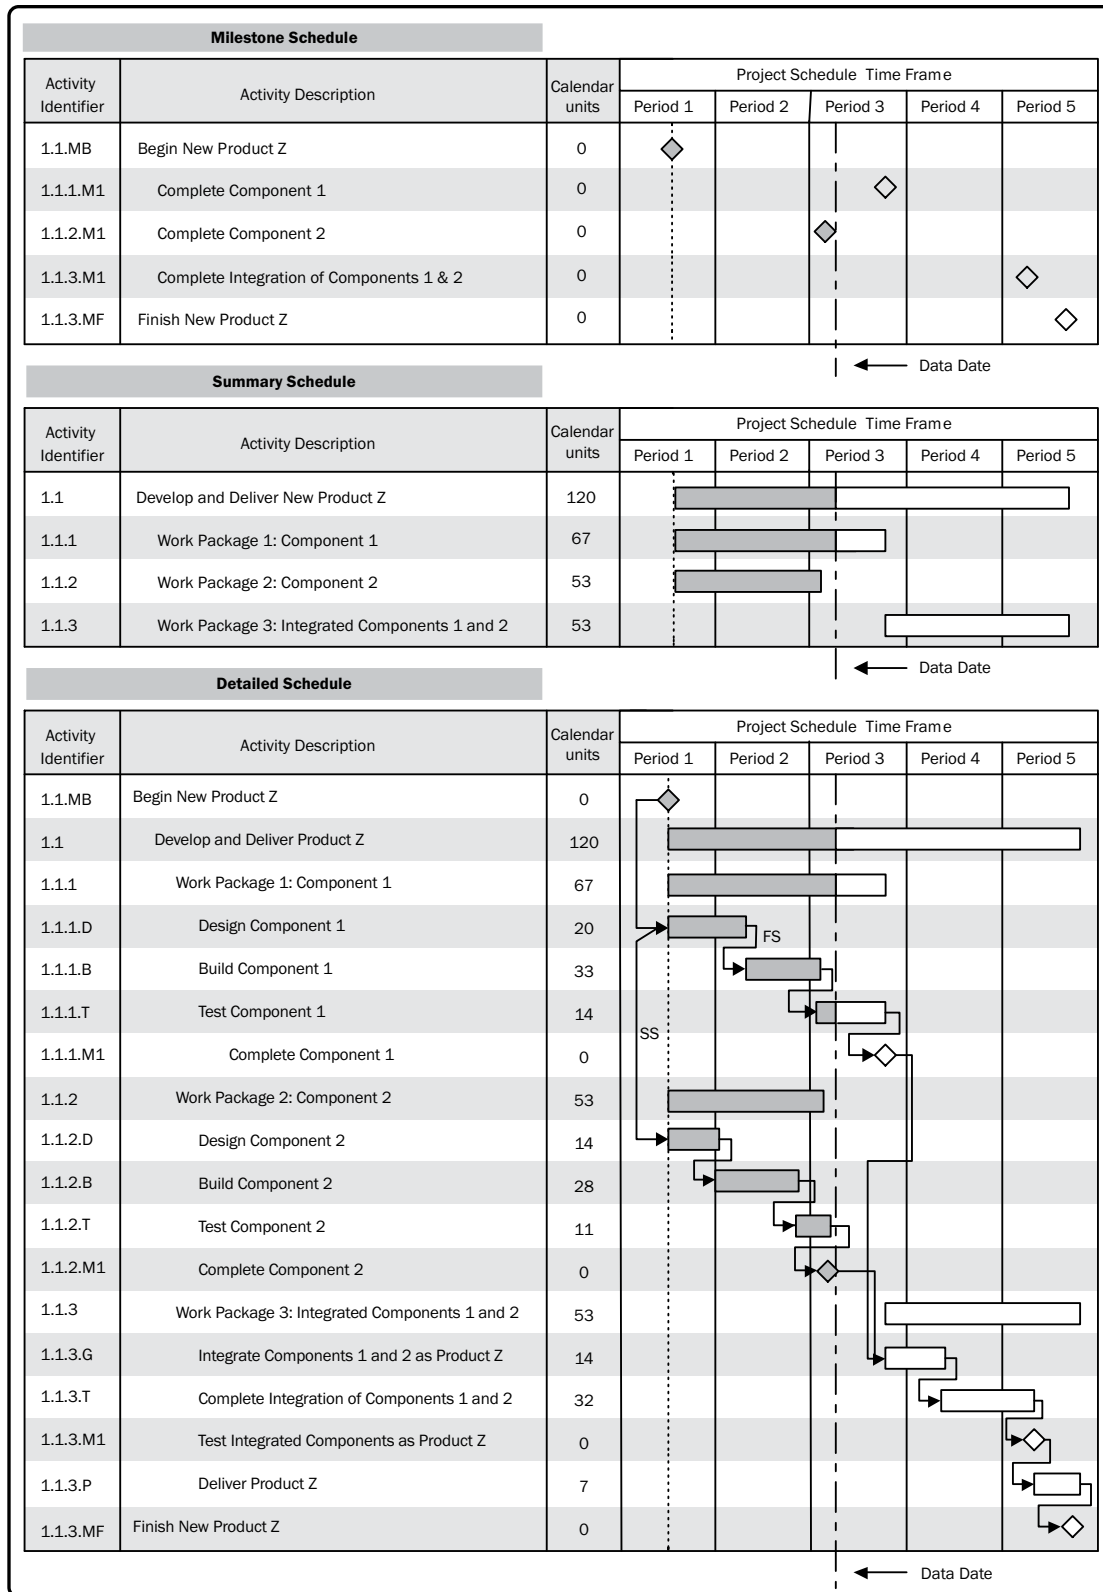 Milestone Schedule
Activity Identifier Activity Description Calendar units Project Schedule Time Frame
Period 1 Period 2 Period 3 Period 4 Period 5
1.1.MB Begin New Product Z 0
1.1.1.M1 Complete Component 1 0
1.1.2.M1 Complete Component 2 0
1.1.3.M1 Complete Integration of Components 1 & 2 0
1.1.3.MF Finish New Product Z 0
Data Date
Summary Schedule
Activity Identifier Activity Description Calendar units Project Schedule Time Frame
Period 1 Period 2 Period 3 Period 4 Period 5
1.1 Develop and Deliver New Product Z 120
1.1.1 Work Package 1: Component 1 67
1.1.2 Work Package 2: Component 2 53
1.1.3 Work Package 3: Integrated Components 1 and 2 53
Data Date
Detailed Schedule
Activity Identifier Activity Description Calendar units Project Schedule Time Frame
Period 1 Period 2 Period 3 Period 4 Period 5
1.1.MB Begin New Product Z 0
1.1 Develop and Deliver Product Z 120
1.1.1 Work Package 1: Component 1 67
1.1.1.D Design Component 1 20
FS
1.1.1.B Build Component 1 33
1.1.1.T Test Component 1 14
SS
1.1.1.M1 Complete Component 1 0
1.1.2 Work Package 2: Component 2 53
1.1.2.D Design Component 2 14
1.1.2.B Build Component 2 28
1.1.2.T Test Component 2 11
1.1.2.M1 Complete Component 2 0
1.1.3 Work Package 3: Integrated Components 1 and 2 53
1.1.3.G Integrate Components 1 and 2 as Product Z 14
1.1.3.T Complete Integration of Components 1 and 2 32
1.1.3.M1 Test Integrated Components as Product Z 0
1.1.3.P Deliver Product Z 7
1.1.3.MF Finish New Product Z 0
Data Date